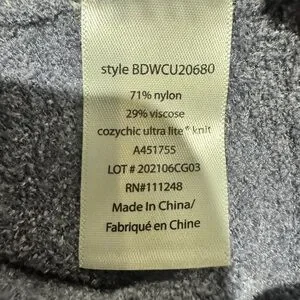 style BDWCU20680
71% nylon
29% viscose
cozychic ultra lite® knit
A451755
LOT # 202106CG03
RN#111248
Made In China/
Fabriqué en Chine